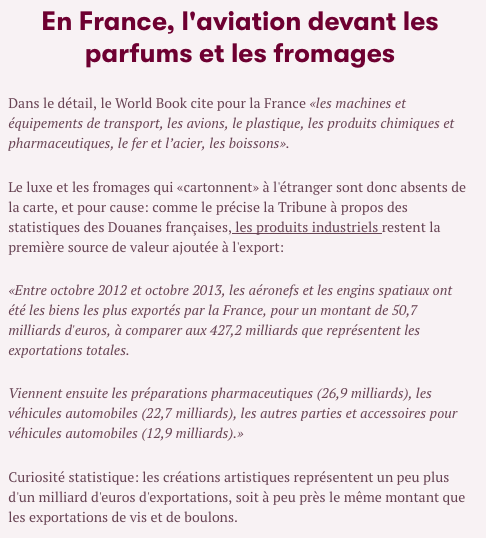 En France, l'aviation devant les
parfums et les fromages
Dans le détail, le World Book cite pour la France «les machines et
équipements de transport, les avions, le plastique, les produits chimiques et
pharmaceutiques, le fer et l’acier, les boissons».
Le luxe et les fromages qui «cartonnent» à l'étranger sont donc absents de
la carte, et pour cause: comme le précise la Tribune à propos des
statistiques des Douanes françaises, les produits industriels restent la
première source de valeur ajoutée à l'export:
«Entre octobre 2012 et octobre 2013, les aéronefs et les engins spatiaux ont
été les biens les plus exportés par la France, pour un montant de 50,7
milliards d'euros, à comparer aux 427,2 milliards que représentent les
exportations totales.
Viennent ensuite les préparations pharmaceutiques (26,9 milliards), les
véhicules automobiles (22,7 milliards), les autres parties et accessoires pour
véhicules automobiles (12,9 milliards).»
Curiosité statistique: les créations artistiques représentent un peu plus
d'un milliard d'euros d'exportations, soit à peu près le même montant que
les exportations de vis et de boulons.